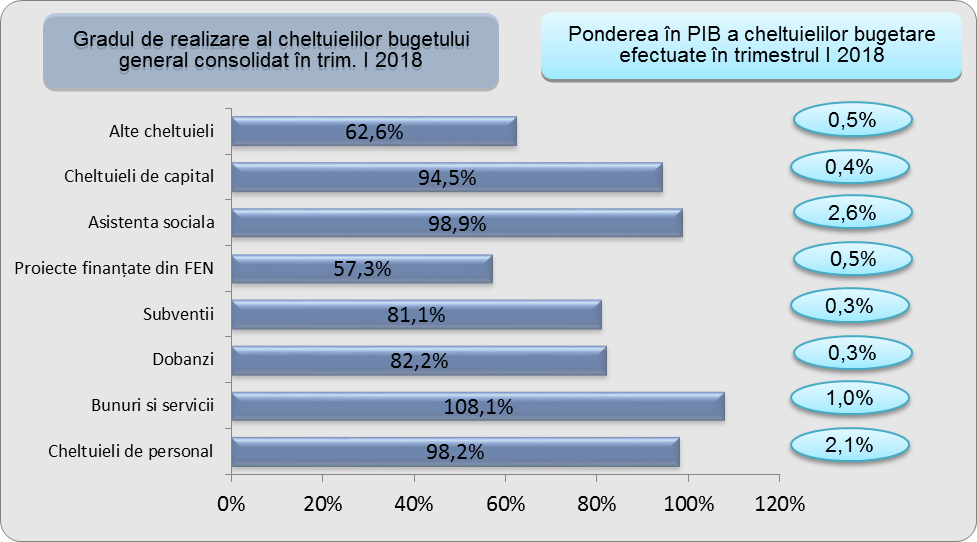 Gradul de realizare al cheltuielilor bugetului
general consolidat în trim. I 2018
Ponderea în PIB a cheltuielilor bugetare
efectuate în trimestrul I 2018
Alte cheltuieli 62,6% 0,5%
Cheltuieli de capital 94,5% 0,4%
Asistenta sociala 98,9% 2,6%
Proiecte finanțate din FEN 57,3% 0,5%
Subventii 81,1% 0,3%
Dobanzi 82,2% 0,3%
Bunuri si servicii 108,1% 1,0%
Cheltuieli de personal 98,2% 2,1%
0% 20% 40% 60% 80% 100% 120%